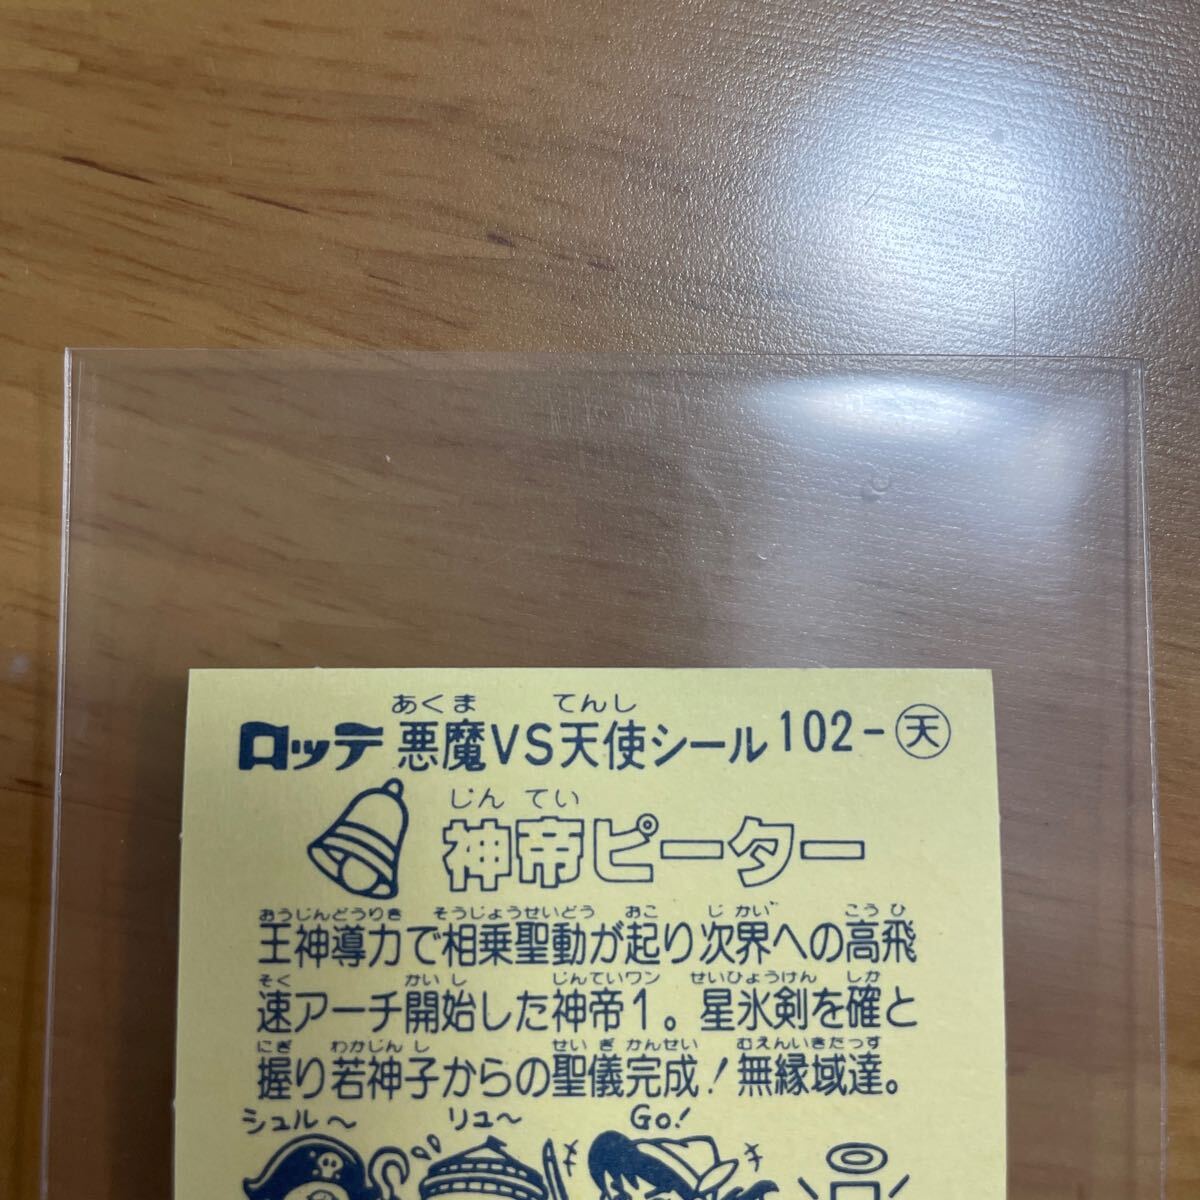 あくま てんし
ロッテ 悪魔VS天使シール 102-天
じん てい
神帝ピーター
おうじんどうりき そうじょうせいどう おこ じかい こうひ
王神導力で相乗聖動が起り次界への高飛
そく かいし じんていワン せいひょうけん しか
速アーチ開始した神帝1。星氷剣を確と
にぎ わかじんし せいぎかんせい むえんいきたっす
握り若神子からの聖儀完成!無縁域達。
シュル〜 リュ〜 Go!